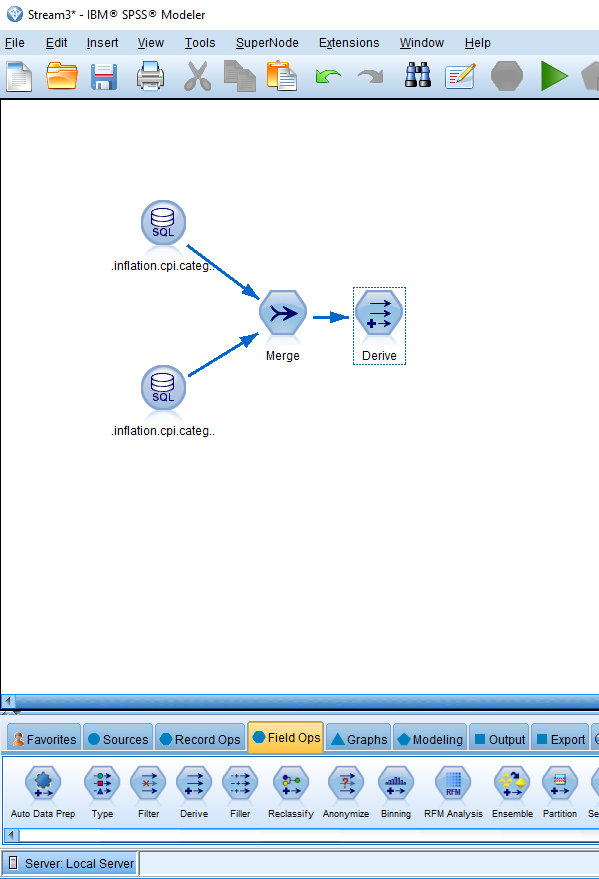 Stream3* - IBM® SPSS® Modeler
File Edit Insert View Tools SuperNode Extensions Window Help
SQL
.inflation.cpi.categ..
Merge
Derive
SQL
.inflation.cpi.categ..
Favorites Sources Record Ops Field Ops Graphs Modeling Output Export
RFM
Auto Data Prep Type Filter Derive Filler Reclassify Anonymize Binning RFM Analysis Ensemble Partition Se
Server: Local Server